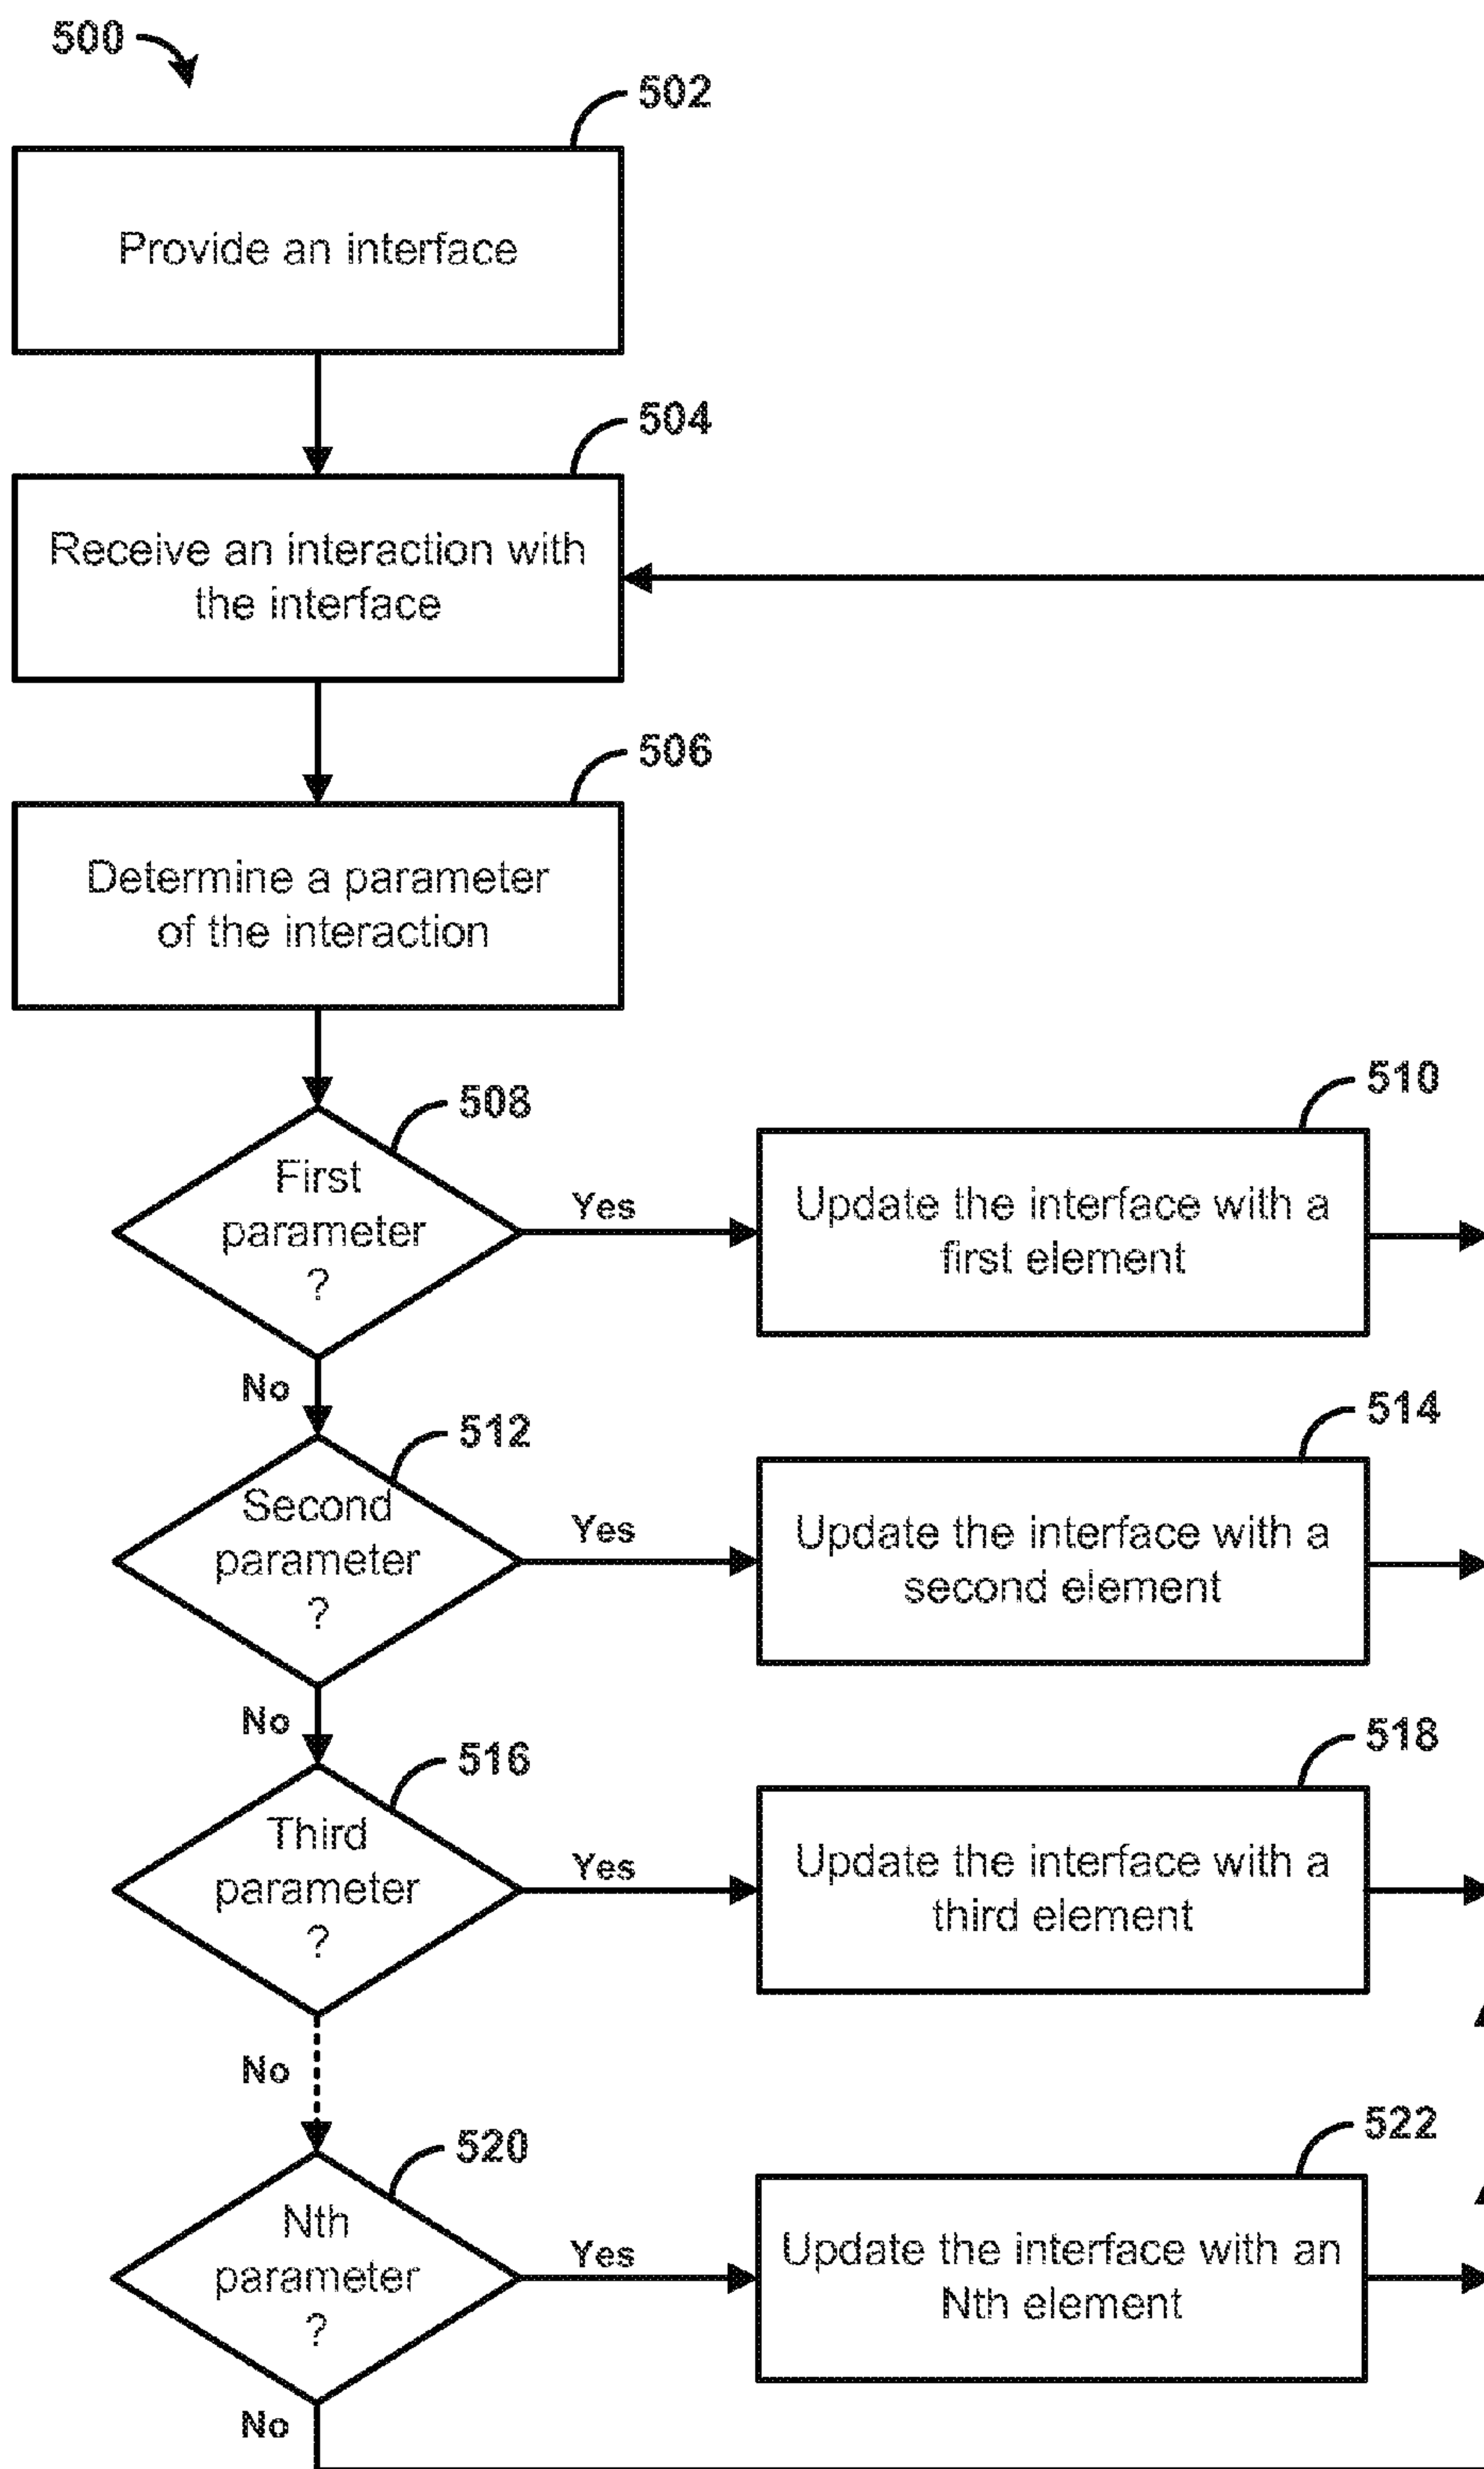 500
502
Provide an interface
504
Receive an interaction with
the interface
506
Determine a parameter
of the interaction
508
First
parameter
?
Yes
510
Update the interface with a
first element
No
512
Second
parameter
?
Yes
514
Update the interface with a
second element
No
516
Third
parameter
?
Yes
518
Update the interface with a
third element
No
520
Nth
parameter
?
Yes
522
Update the interface with an
Nth element
No